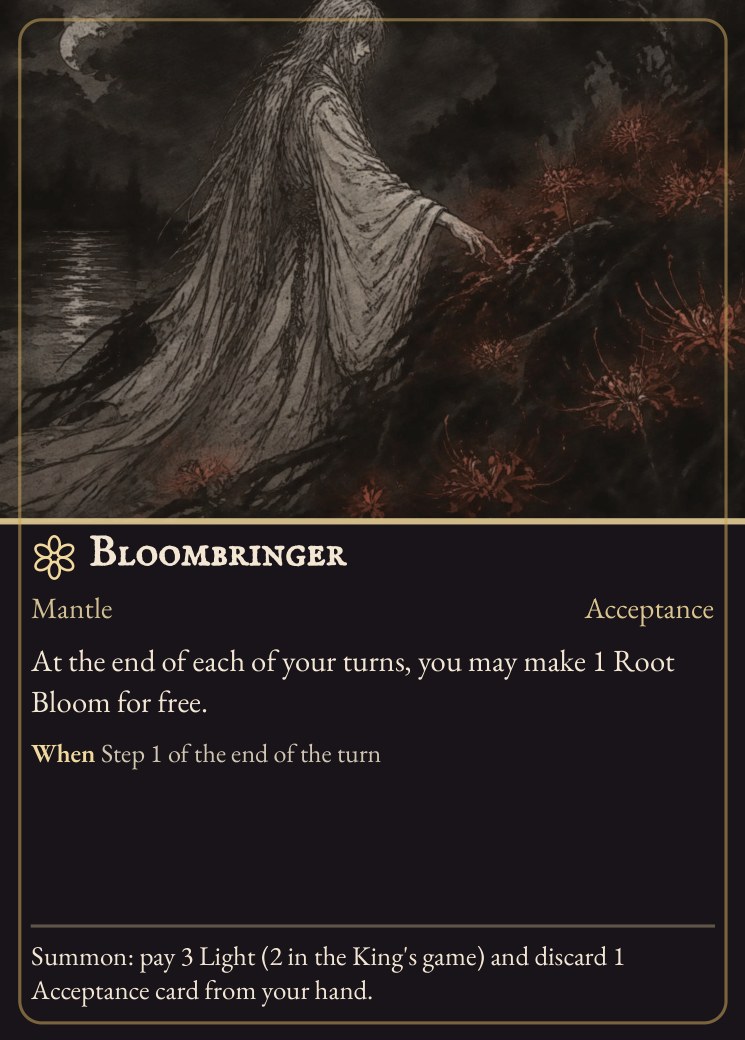 Bloombringer
Mantle
Acceptance
At the end of each of your turns, you may make 1 Root
Bloom for free.
When Step 1 of the end of the turn
Summon: pay 3 Light (2 in the King's game) and discard 1
Acceptance card from your hand.